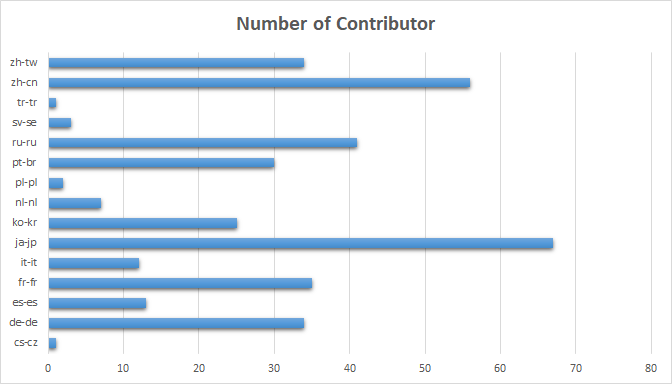 Number of Contributor
zh-tw
zh-cn
tr-tr
sv-se
ru-ru
pt-br
pl-pl
nl-nl
ko-kr
ja-jp
it-it
fr-fr
es-es
de-de
cs-cz
0 10 20 30 40 50 60 70 80